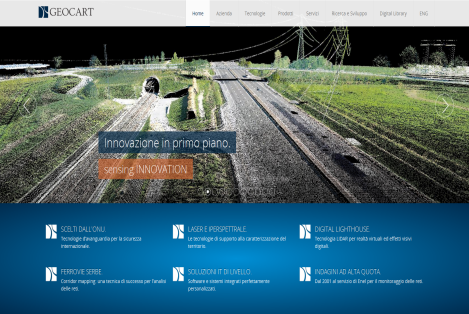 GEOCART
Home Azienda Tecnologie Prodotti Servizi Ricerca e Sviluppo Digital Library ENG
Innovazione in primo piano.
sensing INNOVATION
SCELTI DALL'ONU
Tecnologie d'avanguardia per la sicurezza
internazionale.
LASER E IPERSPETTRALE
Le tecnologie di supporto alla caratterizzazione del
territorio.
DIGITAL LIGHTHOUSE
Tecnologia LIDAR per realtà virtuali ed effetti visivi
digitali.
FERROVIE SERBE
Corridor mapping: una tecnica di successo per l'analisi
delle reti.
SOLUZIONI IT DI LIVELLO
Software e sistemi integrati perfettamente
personalizzati.
INDAGINI AD ALTA QUOTA
Dal 2001 al servizio di Enel per il monitoraggio delle reti.